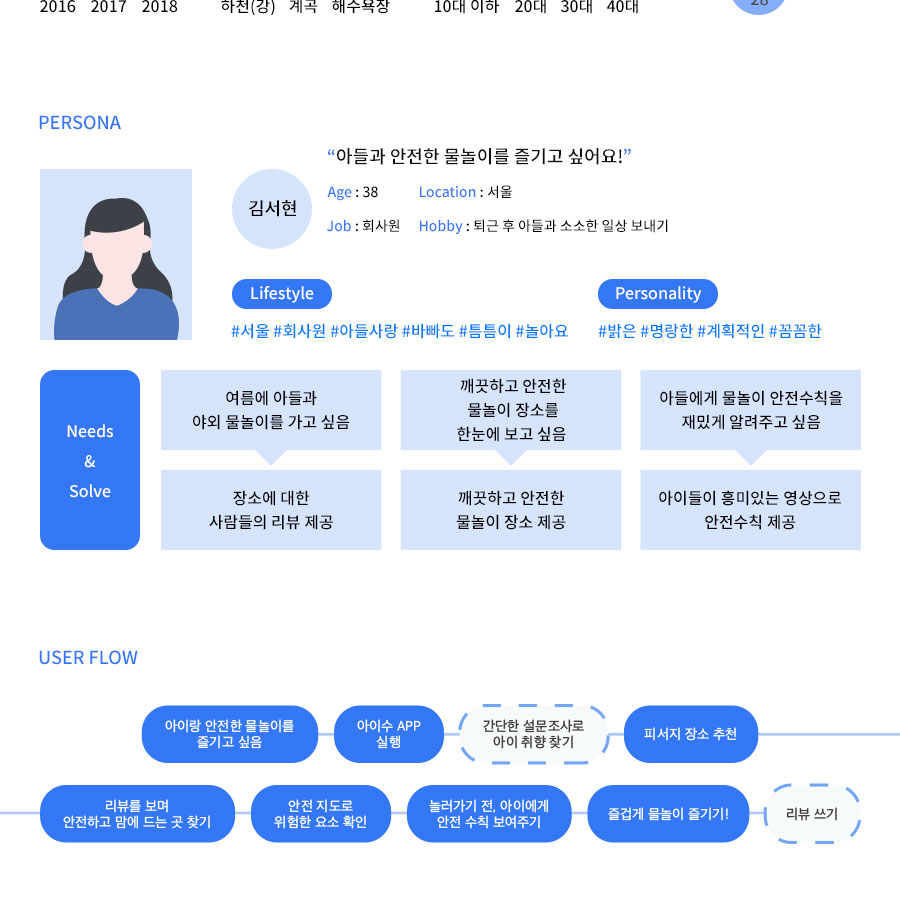 2016 2017 2018 하천(강) 계곡 해수욕장 10대 이하 20대 30대 40대 28
PERSONA
“아들과 안전한 물놀이를 즐기고 싶어요!”
김서현
Age : 38 Location : 서울
Job : 회사원 Hobby : 퇴근 후 아들과 소소한 일상 보내기
Lifestyle
#서울 #회사원 #아들사랑 #바빠도 #틈틈이 #놀아요
Personality
#밝은 #명랑한 #계획적인 #꼼꼼한
Needs
&
Solve
여름에 아들과
야외 물놀이를 가고 싶음
장소에 대한
사람들의 리뷰 제공
깨끗하고 안전한
물놀이 장소를
한눈에 보고 싶음
깨끗하고 안전한
물놀이 장소 제공
아들에게 물놀이 안전수칙을
재밌게 알려주고 싶음
아이들이 흥미있는 영상으로
안전수칙 제공
USER FLOW
아이랑 안전한 물놀이를
즐기고 싶음
아이수 APP
실행
간단한 설문조사로
아이 취향 찾기
피서지 장소 추천
리뷰를 보며
안전하고 맘에 드는 곳 찾기
안전 지도로
위험한 요소 확인
놀러가기 전, 아이에게
안전 수칙 보여주기
즐겁게 물놀이 즐기기!
리뷰 쓰기